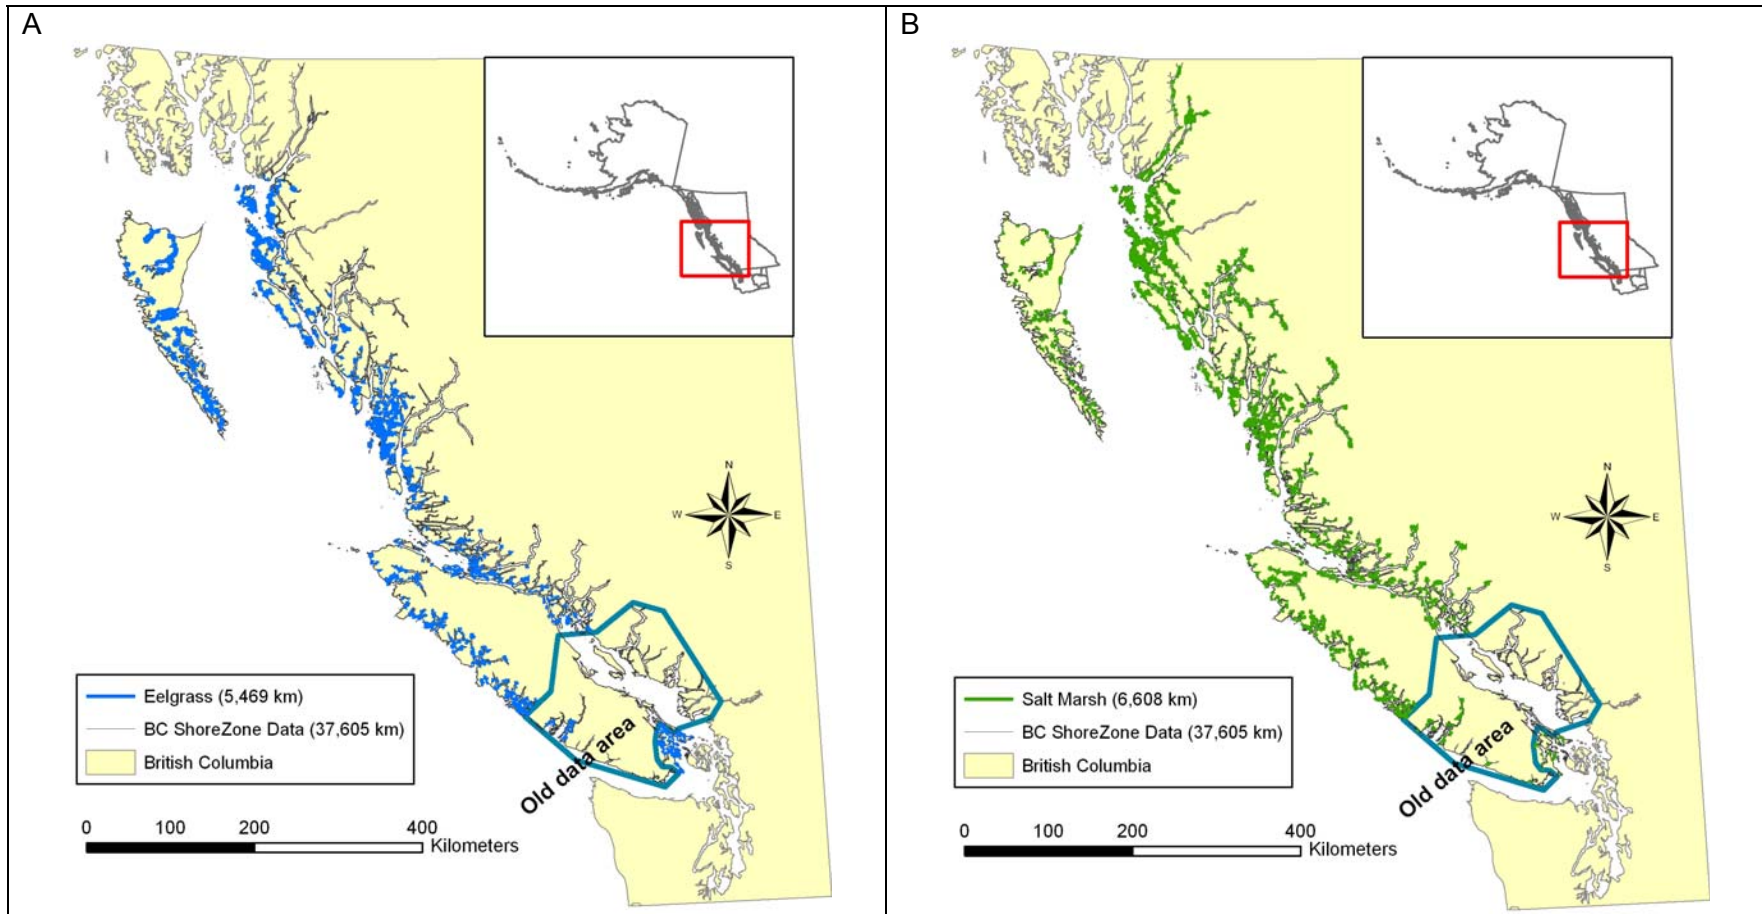 A
N
W
E
S
Eelgrass (5,469 km)
BC ShoreZone Data (37,605 km)
British Columbia
Old data area
0 100 200 400
Kilometers
B
N
W
E
S
Salt Marsh (6,608 km)
BC ShoreZone Data (37,605 km)
British Columbia
Old data area
0 100 200 400
Kilometers